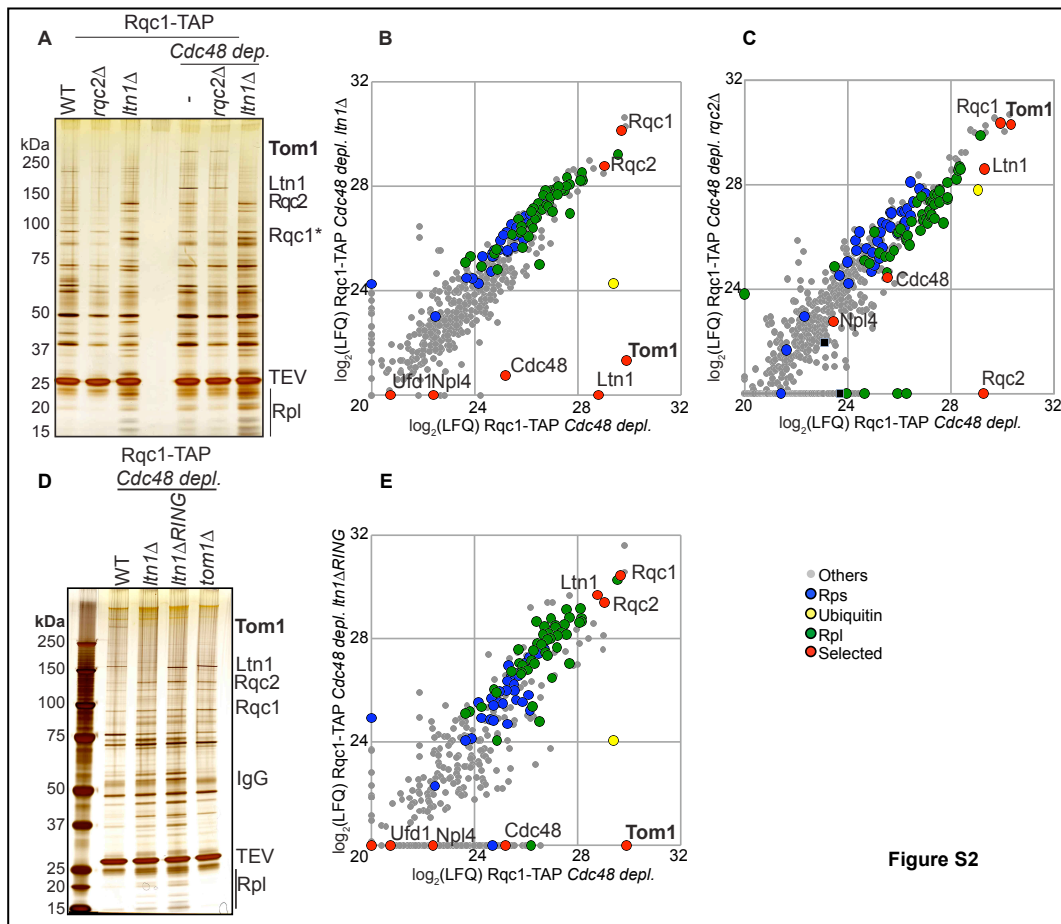 A
Rqc1-TAP
Cdc48 dep.
WT
rqc2Δ
ltn1Δ
-
rqc2Δ
ltn1Δ
kDa
250
150
100
75
50
37
25
20
15
Tom1
Ltn1
Rqc2
Rqc1*
TEV
Rpl
B
log2(LFQ) Rqc1-TAP Cdc48 depl. ltn1Δ
32
28
24
20
24
28
32
Rqc1
Rqc2
Tom1
Cdc48
Ufd1
Npl4
Ltn1
log2(LFQ) Rqc1-TAP Cdc48 depl.
C
log2(LFQ) Rqc1-TAP Cdc48 depl. rqc2Δ
32
28
24
20
20
24
28
32
Rqc1
Tom1
Ltn1
Cdc48
Npl4
Rqc2
log2(LFQ) Rqc1-TAP Cdc48 depl.
D
Rqc1-TAP
Cdc48 depl.
WT
ltn1Δ
ltn1ΔRING
tom1Δ
kDa
250
150
100
75
50
37
25
20
15
Tom1
Ltn1
Rqc2
Rqc1
IgG
TEV
Rpl
E
log2(LFQ) Rqc1-TAP Cdc48 depl. ltn1ΔRING
32
28
24
20
20
24
28
32
Ltn1
Rqc1
Rqc2
Ufd1
Npl4
Cdc48
Tom1
log2(LFQ) Rqc1-TAP Cdc48 depl.
Others
Rps
Ubiquitin
Rpl
Selected
Figure S2